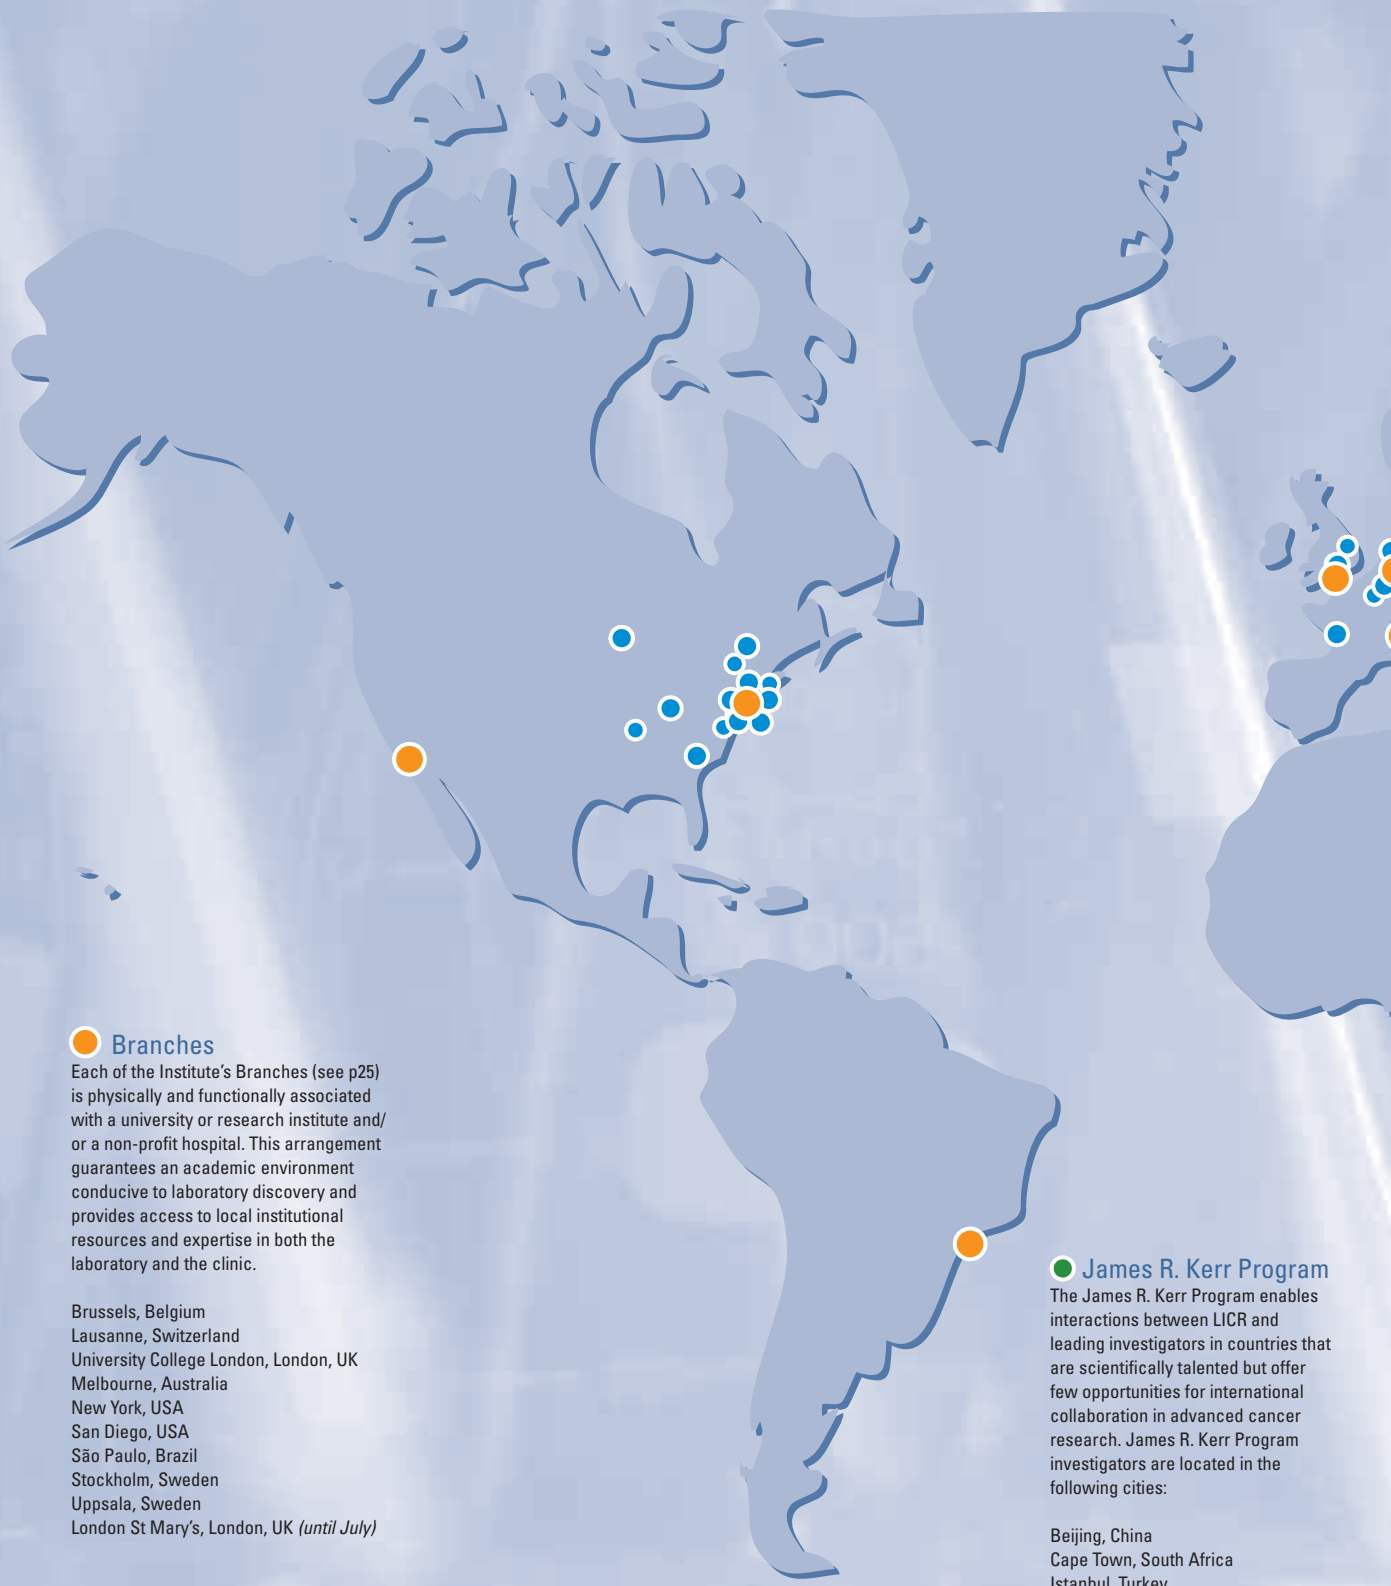 Branches
Each of the Institute’s Branches (see p25)
is physically and functionally associated
with a university or research institute and/
or a non-profit hospital. This arrangement
guarantees an academic environment
conducive to laboratory discovery and
provides access to local institutional
resources and expertise in both the
laboratory and the clinic.
Brussels, Belgium
Lausanne, Switzerland
University College London, London, UK
Melbourne, Australia
New York, USA
San Diego, USA
São Paulo, Brazil
Stockholm, Sweden
Uppsala, Sweden
London St Mary’s, London, UK (until July)
James R. Kerr Program
The James R. Kerr Program enables
interactions between LICR and
leading investigators in countries that
are scientifically talented but offer
few opportunities for international
collaboration in advanced cancer
research. James R. Kerr Program
investigators are located in the
following cities:
Beijing, China
Cape Town, South Africa
Istanbul, Turkey